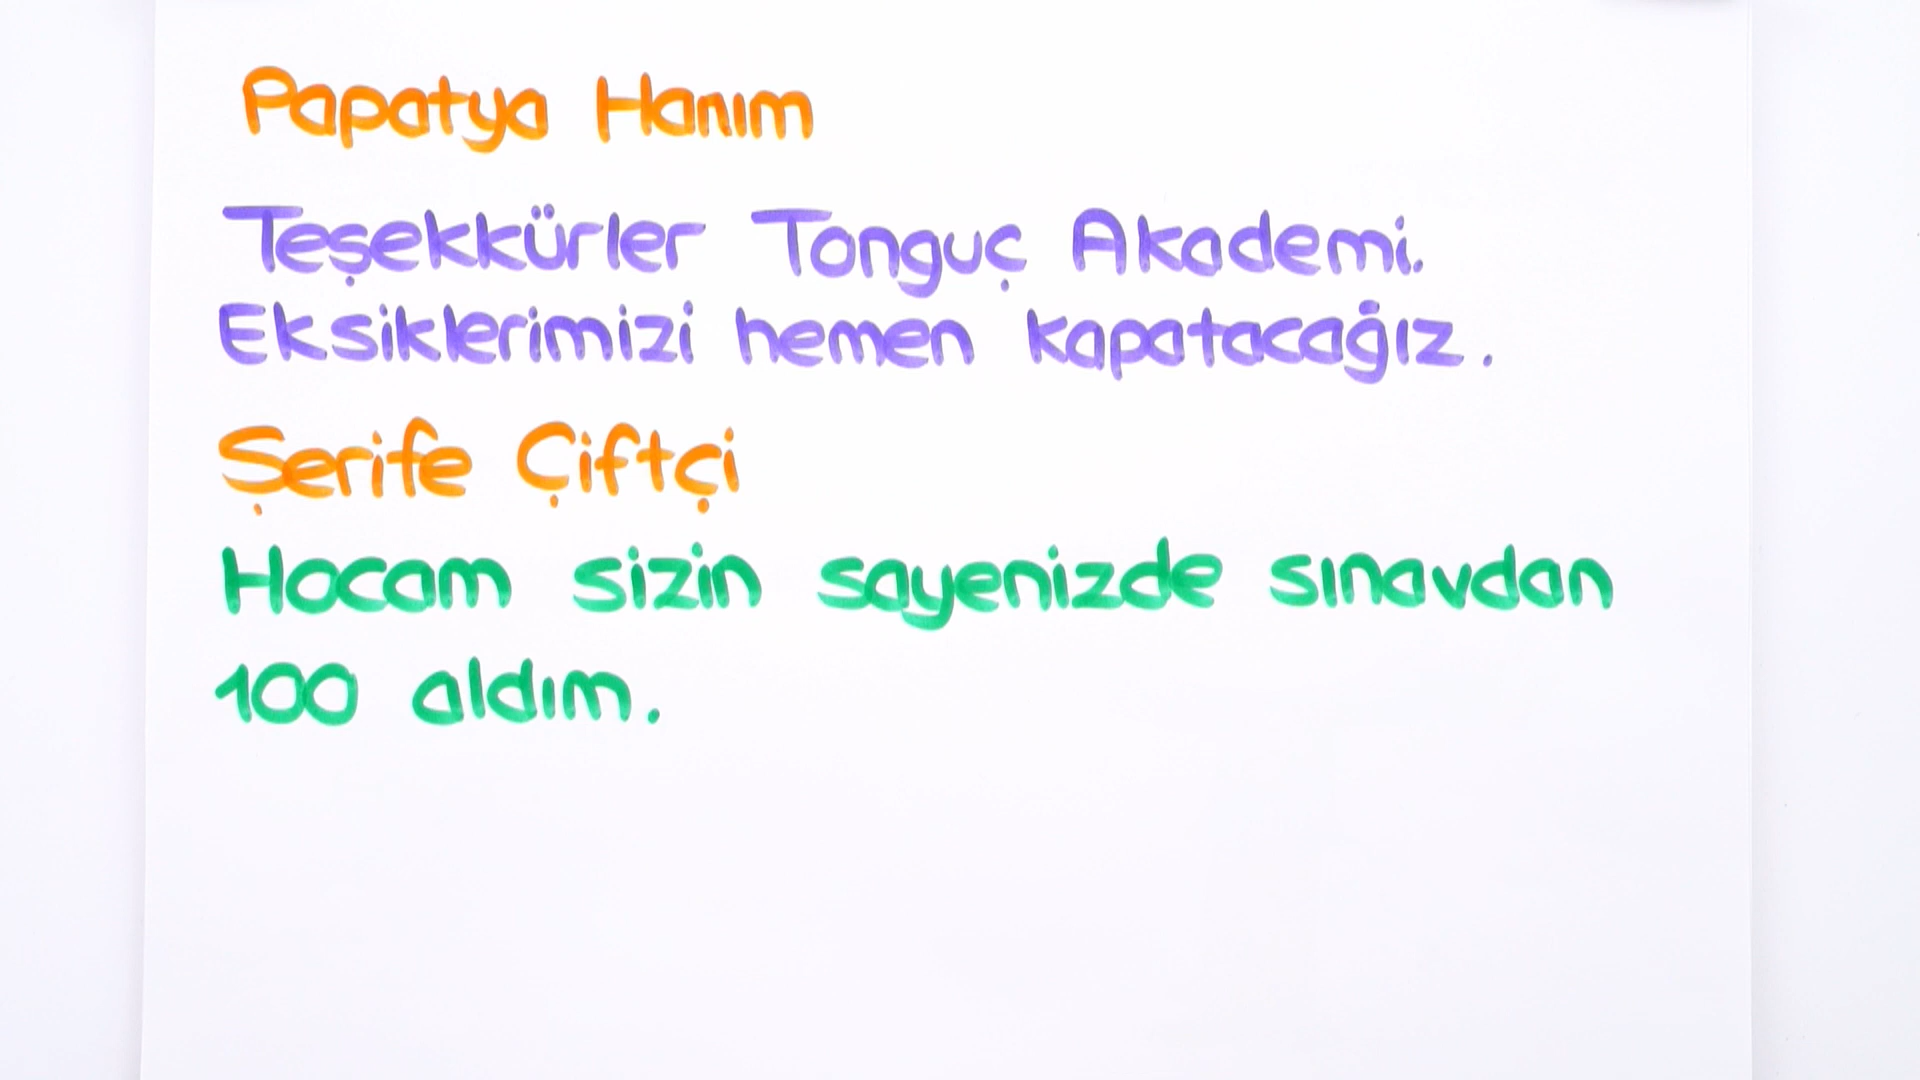 Papatya Hanım
Teşekkürler Tonguç Akademi.
Eksiklerimizi hemen kapatacağız.
Şerife Çiftçi
Hocam sizin sayenizde sınavdan
100 aldım.